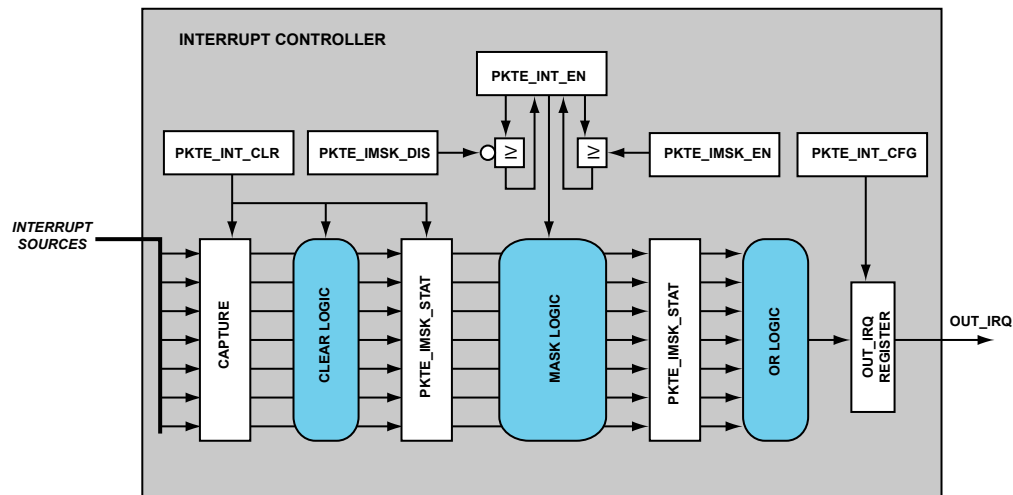 INTERRUPT CONTROLLER
PKTE_INT_EN
PKTE_INT_CLR
PKTE_IMSK_DIS
≥
≥
PKTE_IMSK_EN
PKTE_INT_CFG
INTERRUPT
SOURCES
CAPTURE
CLEAR LOGIC
PKTE_IMSK_STAT
MASK LOGIC
PKTE_IMSK_STAT
OR LOGIC
OUT_IRQ
REGISTER
OUT_IRQ